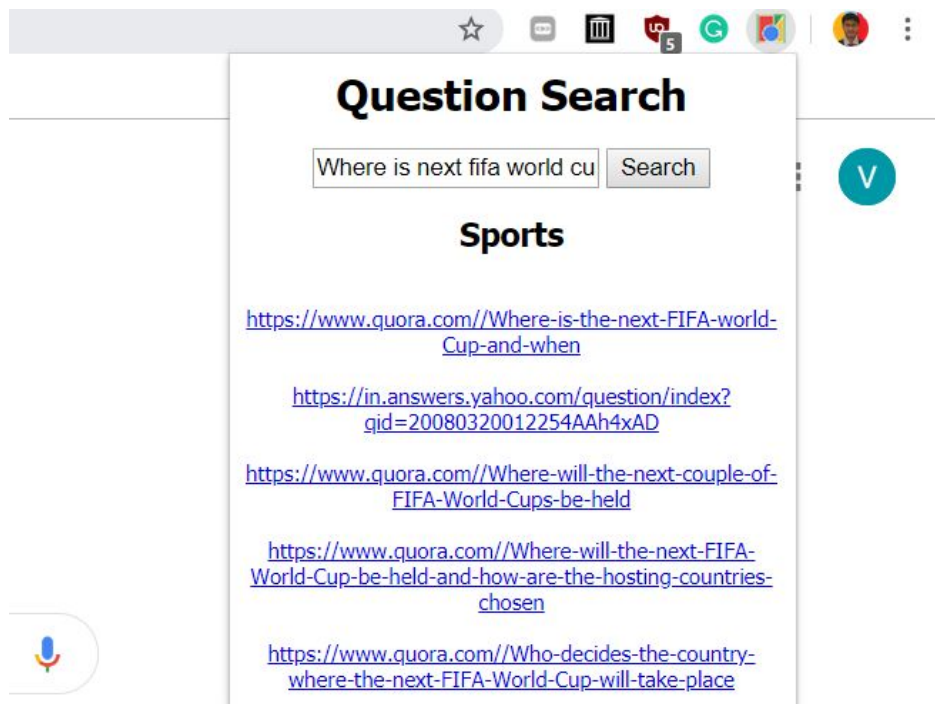 5
Question Search
Where is next fifa world cu
Search
V
Sports
https://www.quora.com//Where-is-the-next-FIFA-world-
Cup-and-when
https://in.answers.yahoo.com/question/index?
qid=20080320012254AAh4xAD
https://www.quora.com//Where-will-the-next-couple-of-
FIFA-World-Cups-be-held
https://www.quora.com//Where-will-the-next-FIFA-
World-Cup-be-held-and-how-are-the-hosting-countries-
chosen
https://www.quora.com//Who-decides-the-country-
where-the-next-FIFA-World-Cup-will-take-place